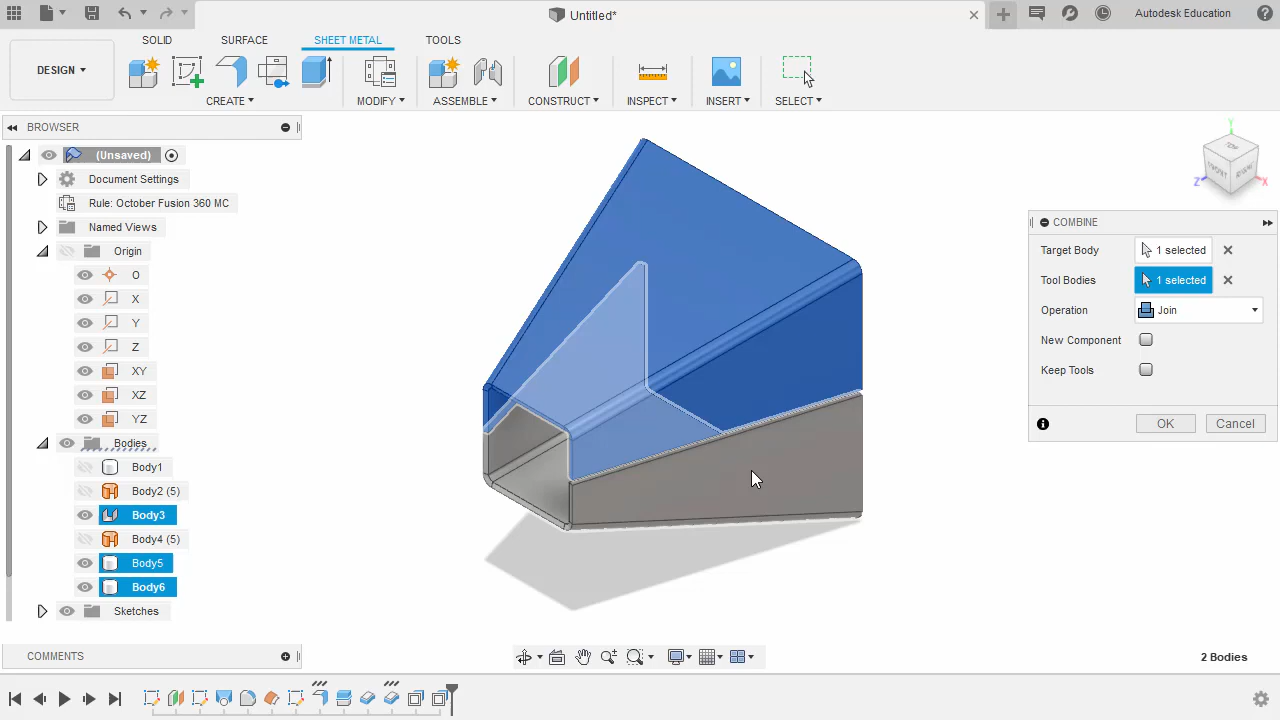 Untitled*
Autodesk Education
DESIGN
SOLID
SURFACE
SHEET METAL
TOOLS
CREATE
MODIFY
ASSEMBLE
CONSTRUCT
INSPECT
INSERT
SELECT
BROWSER
(Unsaved)
Document Settings
Rule: October Fusion 360 MC
Named Views
Origin
O
X
Y
Z
XY
XZ
YZ
Bodies
Body1
Body2 (5)
Body3
Body4 (5)
Body5
Body6
Sketches
COMMENTS
Y
TOP
FRONT
RIGHT
Z
X
COMBINE
Target Body
1 selected
Tool Bodies
1 selected
Operation
Join
New Component
Keep Tools
OK
Cancel
2 Bodies